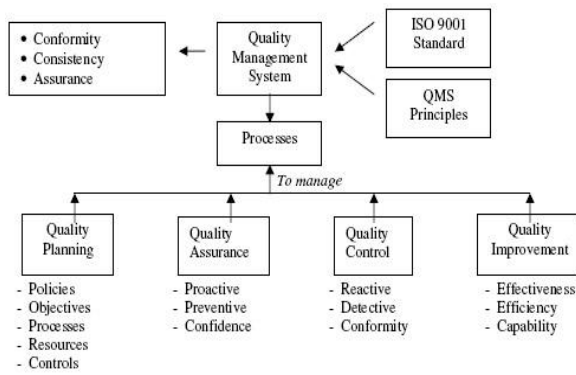 • Conformity
• Consistency
• Assurance
Quality
Management
System
ISO 9001
Standard
QMS
Principles
Processes
To manage
Quality
Planning
Quality
Assurance
Quality
Control
Quality
Improvement
- Policies
- Objectives
- Processes
- Resources
- Controls
- Proactive
- Preventive
- Confidence
- Reactive
- Detective
- Conformity
- Effectiveness
- Efficiency
- Capability